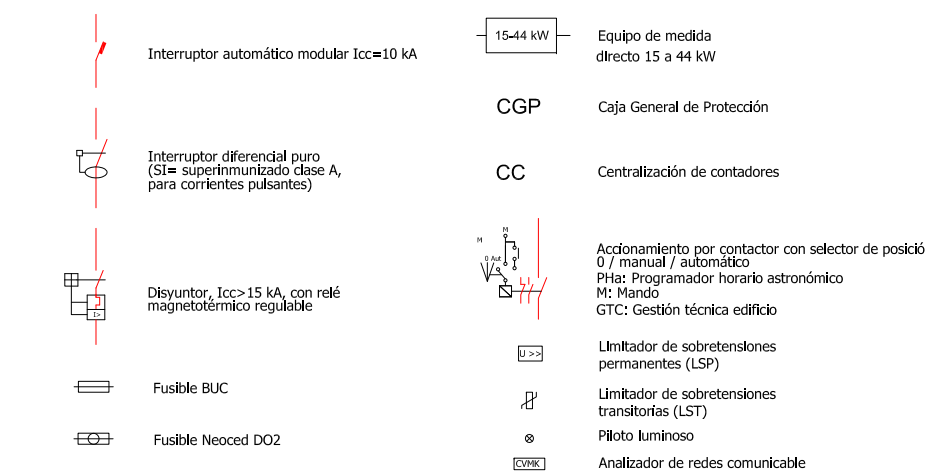 Interruptor automático modular Icc=10 kA
Interruptor diferencial puro
(SI= superinmunizado clase A,
para corrientes pulsantes)
I>
Disyuntor, Icc>15 kA, con relé
magnetotérmico regulable
Fusible BUC
Fusible Neoced DO2
15-44 kW
Equipo de medida
directo 15 a 44 kW
CGP
Caja General de Protección
CC
Centralización de contadores
M
M
0 Aut
Accionamiento por contactor con selector de posició
0 / manual / automático
PHa: Programador horario astronómico
M: Mando
GTC: Gestión técnica edificio
U >>
Limitador de sobretensiones
permanentes (LSP)
Limitador de sobretensiones
transitorias (LST)
Piloto luminoso
CVMK
Analizador de redes comunicable